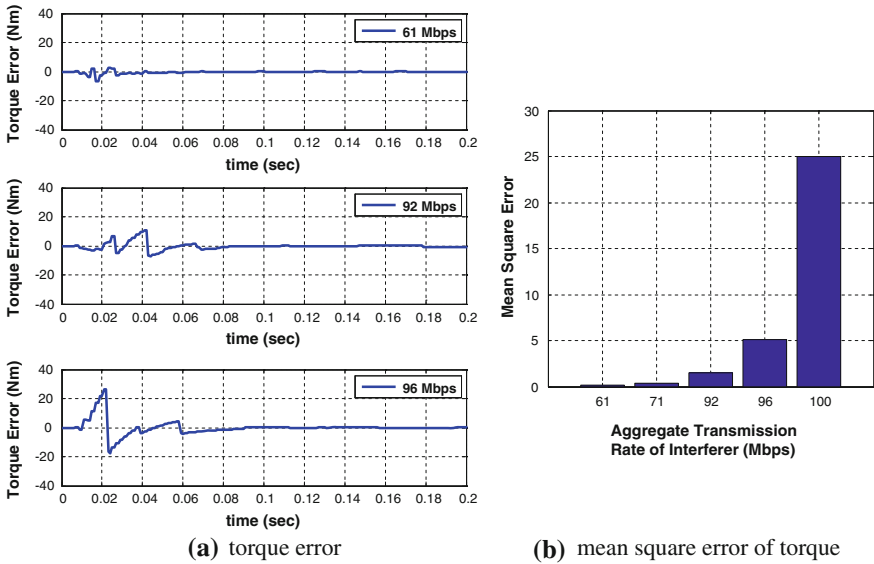 Torque Error (Nm)
40
20
0
-20
-40
61 Mbps
0 0.02 0.04 0.06 0.08 0.1 0.12 0.14 0.16 0.18 0.2
time (sec)
Torque Error (Nm)
40
20
0
-20
-40
92 Mbps
0 0.02 0.04 0.06 0.08 0.1 0.12 0.14 0.16 0.18 0.2
time (sec)
Torque Error (Nm)
40
20
0
-20
-40
96 Mbps
0 0.02 0.04 0.06 0.08 0.1 0.12 0.14 0.16 0.18 0.2
time (sec)
(a) torque error
Mean Square Error
30
25
20
15
10
5
0
61 71 92 96 100
Aggregate Transmission
Rate of Interferer (Mbps)
(b) mean square error of torque